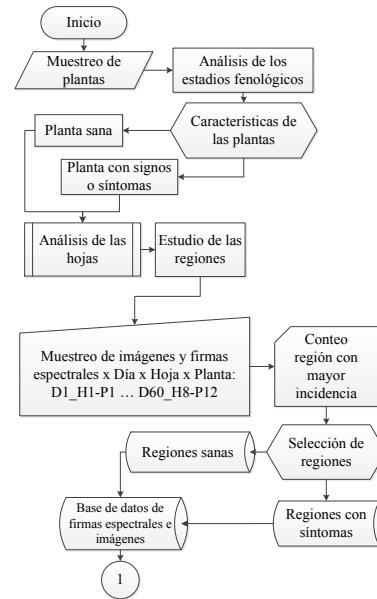 Inicio
Muestreo de
plantas
Análisis de los
estadios fenológicos
Características de
las plantas
Planta sana
Planta con signos
o síntomas
Análisis de las
hojas
Estudio de las
regiones
Muestreo de imágenes y firmas
espectrales x Día x Hoja x Planta:
D1_H1-P1 … D60_H8-P12
Conteo
región con
mayor
incidencia
Selección de
regiones
Regiones sanas
Regiones con
síntomas
Base de datos de
firmas espectrales e
imágenes
1